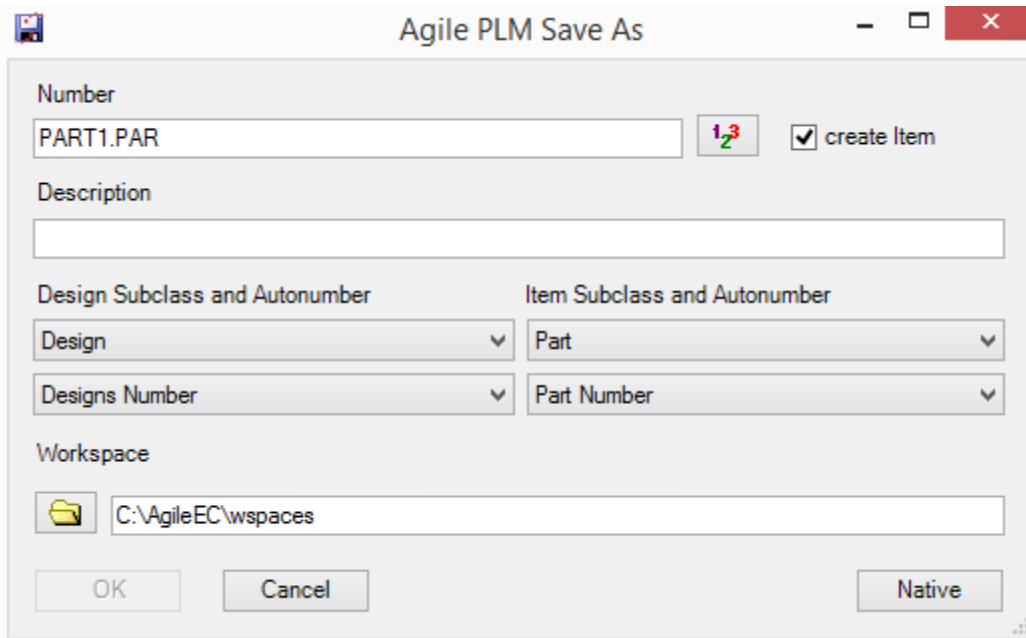 Agile PLM Save As
Number
PART1.PAR
123
create Item
Description
Design Subclass and Autonumber
Item Subclass and Autonumber
Design
Part
Designs Number
Part Number
Workspace
C:\AgileEC\wspaces
OK
Cancel
Native